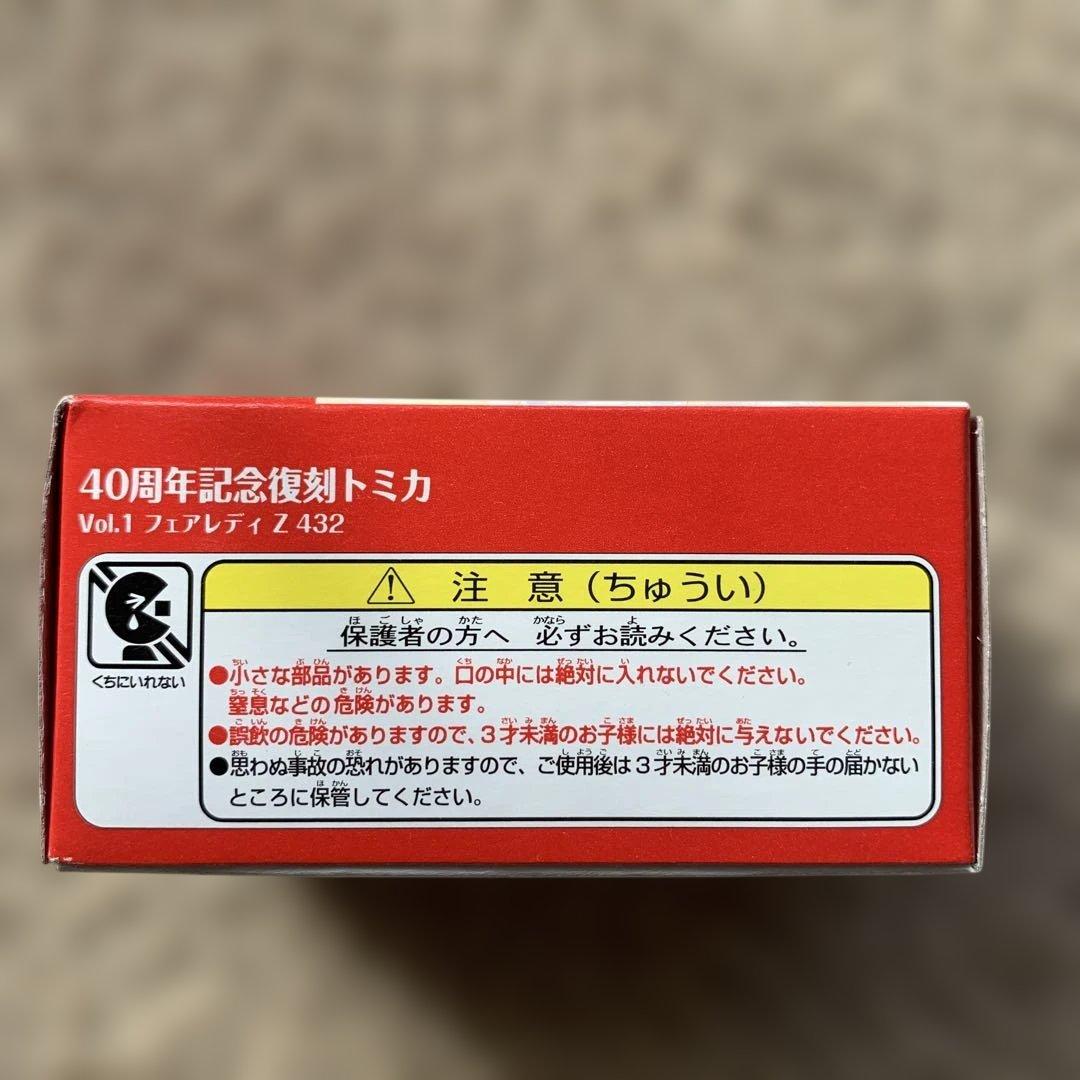 40周年記念復刻トミカ
Vol.1 フェアレディ Z 432
くちにいれない
注 意（ちゅうい）
保護者の方へ 必ずお読みください。
●小さな部品があります。口の中には絶対に入れないでください。
窒息などの危険があります。
●誤飲の危険がありますので、3才未満のお子様には絶対に与えないでください。
●思わぬ事故の恐れがありますので、ご使用後は3才未満のお子様の手の届かない
ところに保管してください。